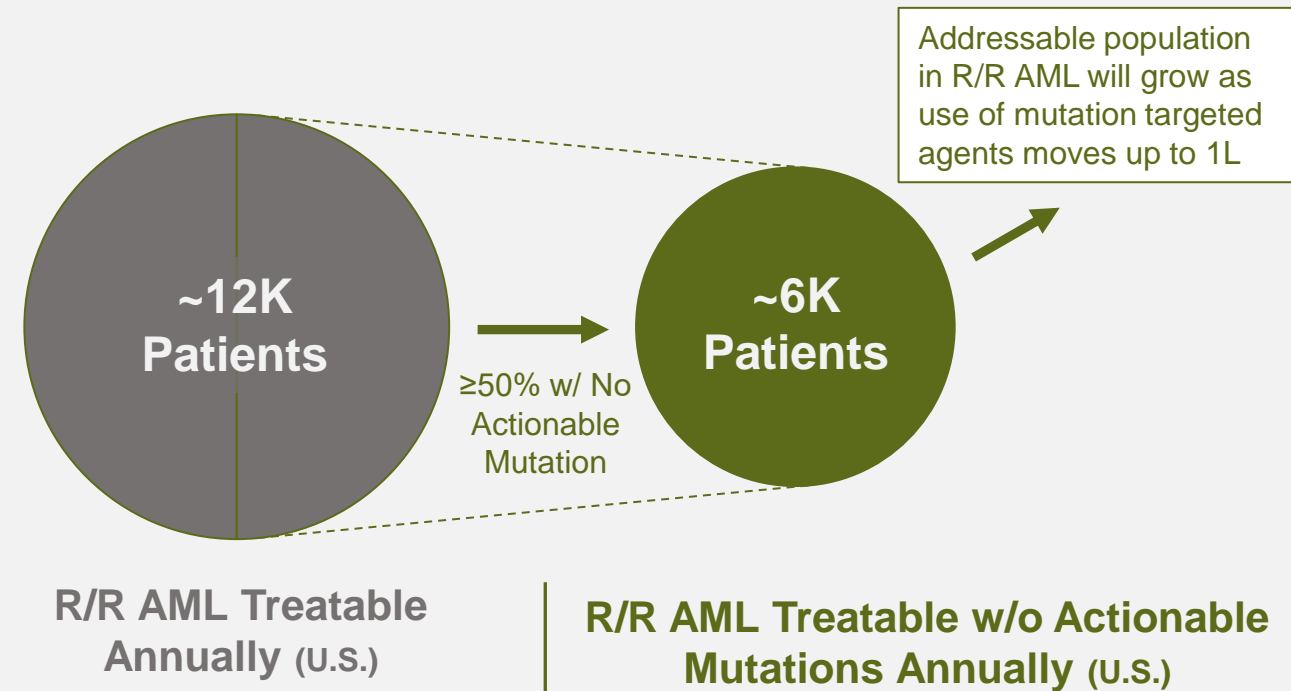 Addressable population
in R/R AML will grow as
use of mutation targeted
agents moves up to 1L
~12K
Patients
≥50% w/ No
Actionable
Mutation
~6K
Patients
R/R AML Treatable
Annually (U.S.)
R/R AML Treatable w/o Actionable
Mutations Annually (U.S.)